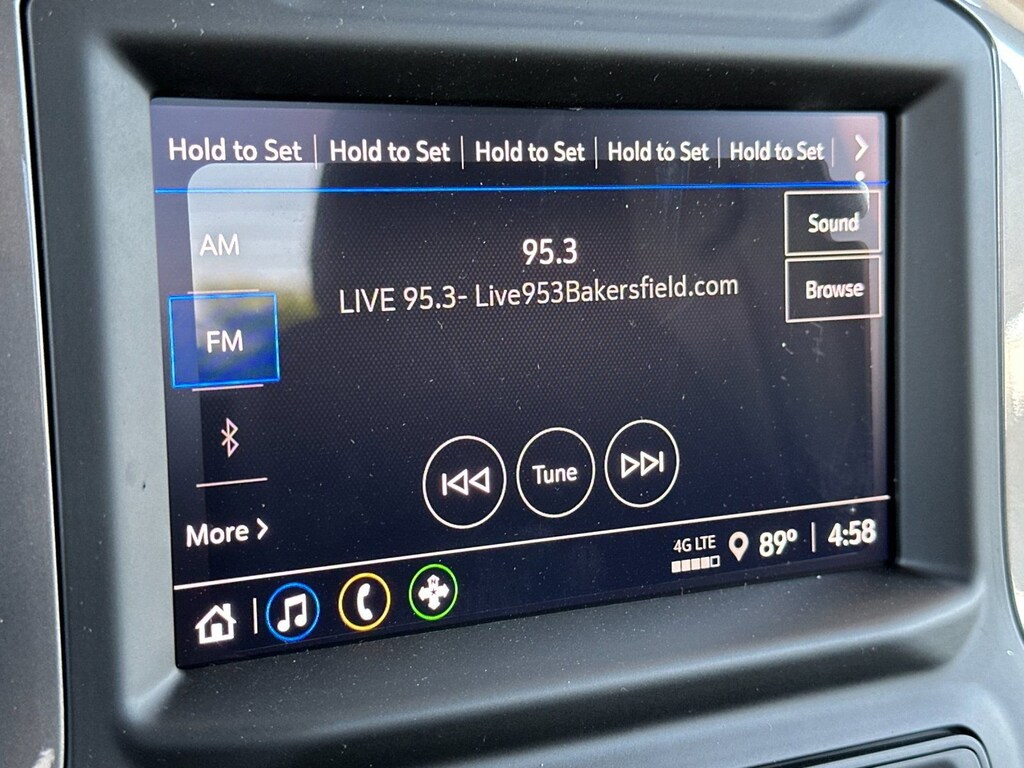 Hold to Set Hold to Set Hold to Set Hold to Set Hold to Set
AM
95.3
Sound
LIVE 95.3- Live953Bakersfield.com
Browse
FM
Tune
More
4G LTE 89° 4:58
N